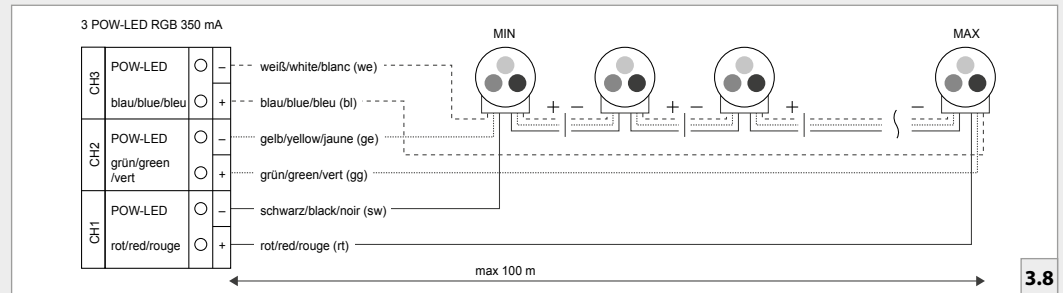 3 POW-LED RGB 350 mA
MIN
MAX
CH3
POW-LED
–
weiß/white/blanc (we)
blau/blue/bleu
+
blau/blue/bleu (bl)
+ –
+ –
+
–
CH2
POW-LED
–
gelb/yellow/jaune (ge)
grün/green
/vert
+
grün/green/vert (gg)
CH1
POW-LED
–
schwarz/black/noir (sw)
rot/red/rouge
+
rot/red/rouge (rt)
max 100 m
3.8